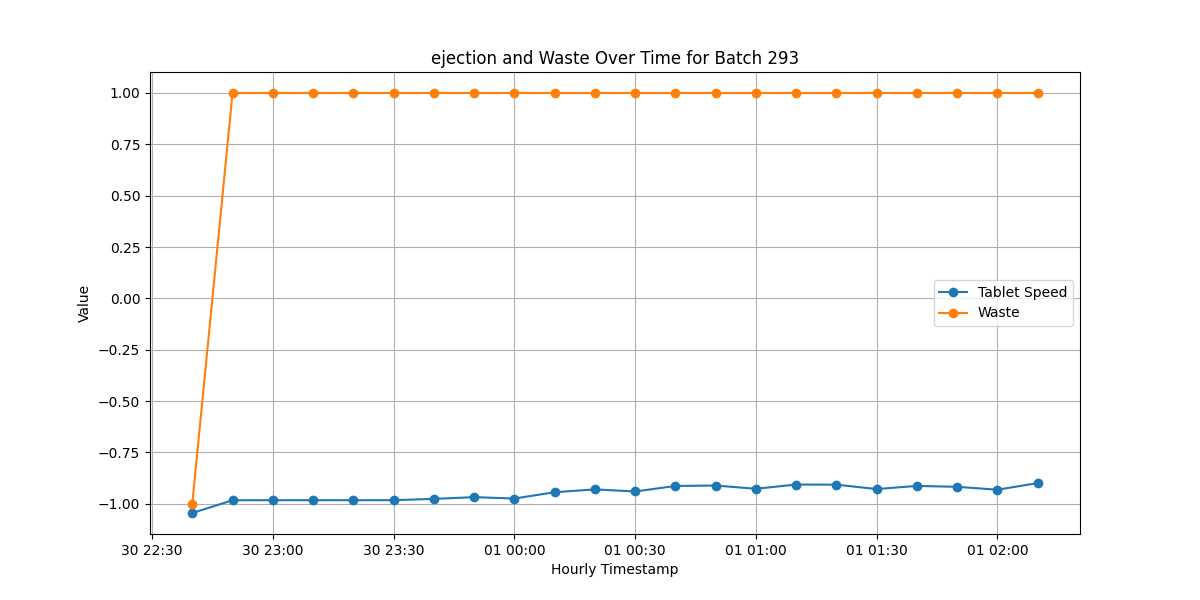 ejection and Waste Over Time for Batch 293
1.00
0.75
0.50
0.25
0.00
−0.25
−0.50
−0.75
−1.00
Value
Tablet Speed
Waste
30 22:30 30 23:00 30 23:30 01 00:00 01 00:30 01 01:00 01 01:30 01 02:00
Hourly Timestamp